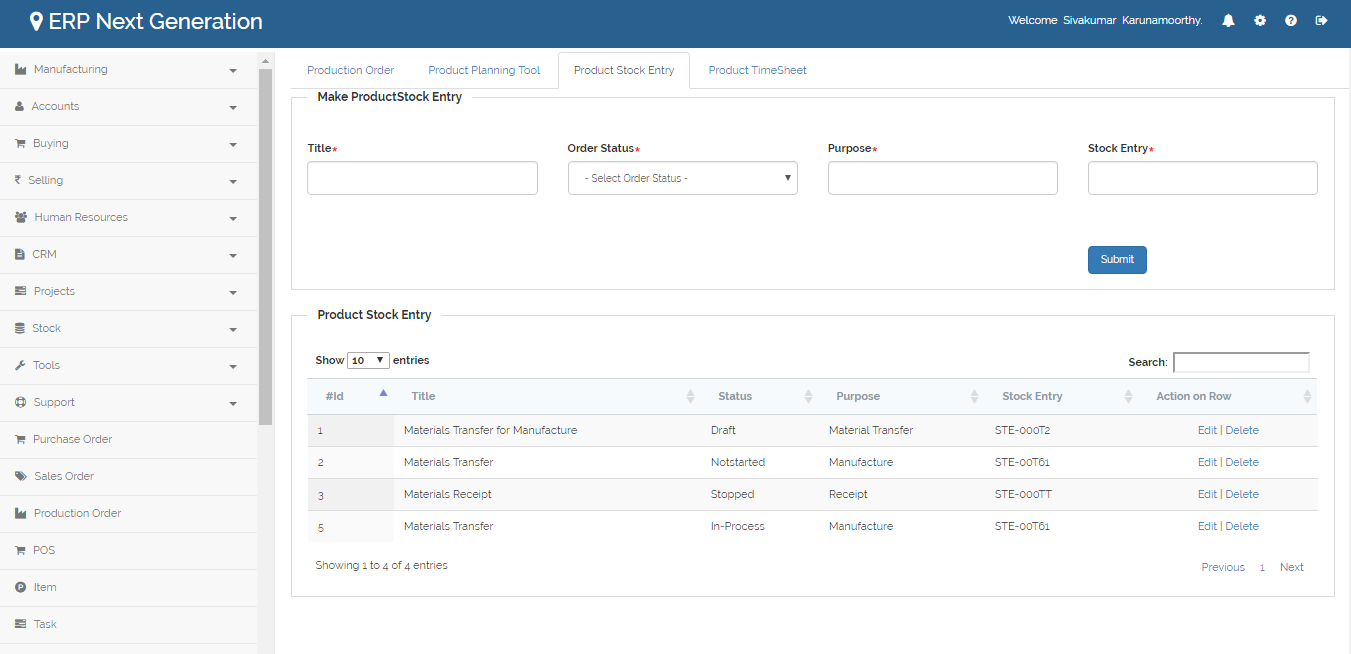 ERP Next Generation
Welcome Sivakumar Karunamoorthy.
Manufacturing
Accounts
Buying
Selling
Human Resources
CRM
Projects
Stock
Tools
Support
Purchase Order
Sales Order
Production Order
POS
Item
Task
Production Order Product Planning Tool Product Stock Entry Product TimeSheet
Make ProductStock Entry
Title* Order Status* Purpose* Stock Entry*
- Select Order Status -
Submit
Product Stock Entry
Show 10 entries
Search:
#Id Title Status Purpose Stock Entry Action on Row
1 Materials Transfer for Manufacture Draft Material Transfer STE-000T2 Edit | Delete
2 Materials Transfer Notstarted Manufacture STE-00T61 Edit | Delete
3 Materials Receipt Stopped Receipt STE-000TT Edit | Delete
5 Materials Transfer In-Process Manufacture STE-00T61 Edit | Delete
Showing 1 to 4 of 4 entries
Previous 1 Next